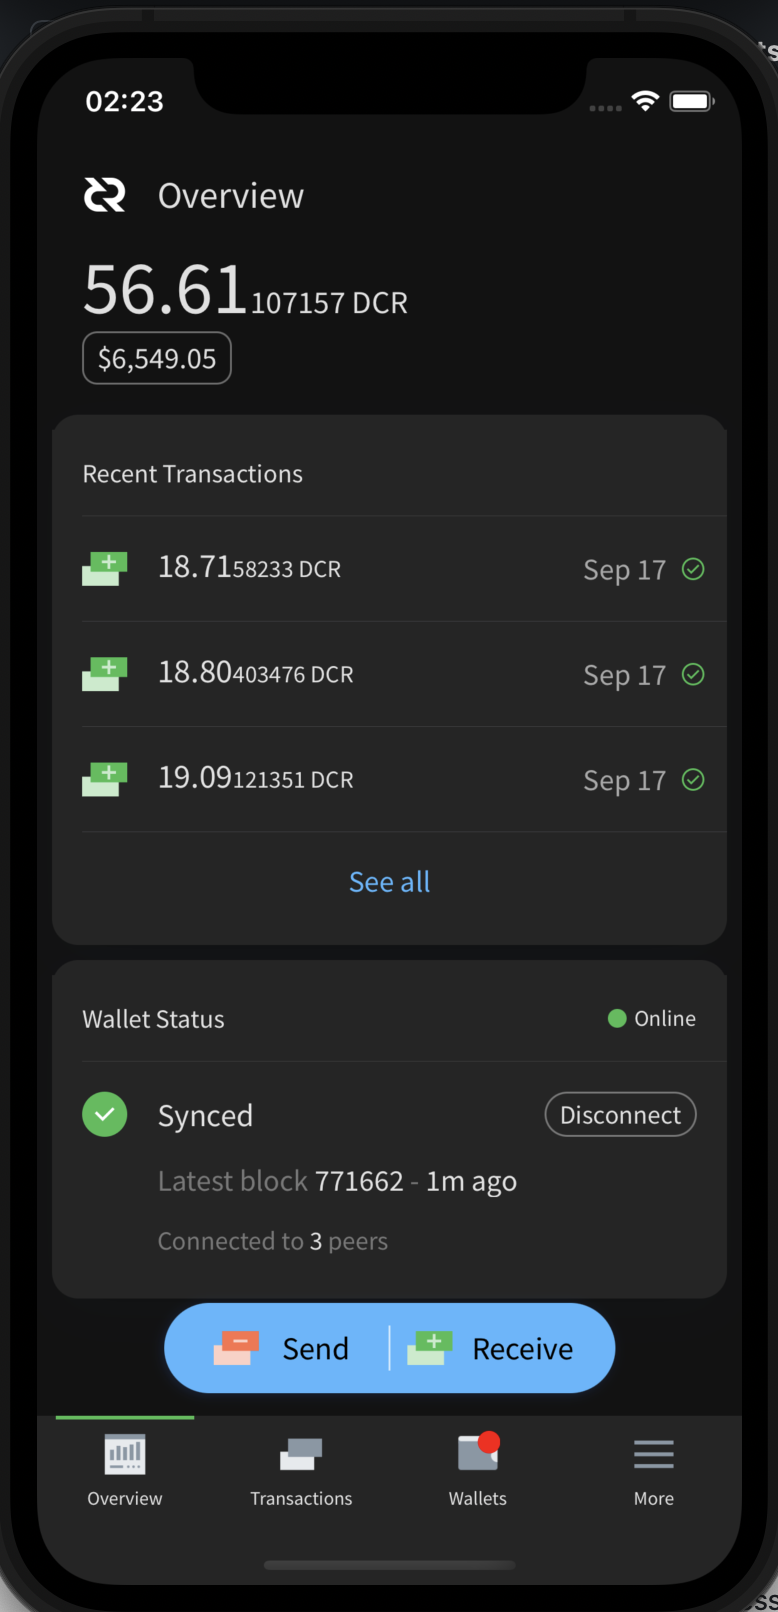 02:23
Overview
56.61107157 DCR
$6,549.05
Recent Transactions
18.7158233 DCR Sep 17
18.80403476 DCR Sep 17
19.09121351 DCR Sep 17
See all
Wallet Status Online
Synced Disconnect
Latest block 771662 - 1m ago
Connected to 3 peers
Send Receive
Overview Transactions Wallets More